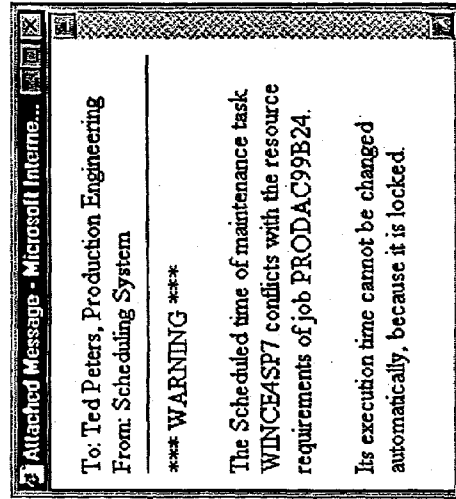 Attached Message - Microsoft Interne...
To: Ted Peters, Production Engineering
From: Scheduling System
*** WARNING ***
The Scheduled time of maintenance task
WINCE4SP7 conflicts with the resource
requirements of job PRODAC99B24.
Its execution time cannot be changed
automatically, because it is locked.